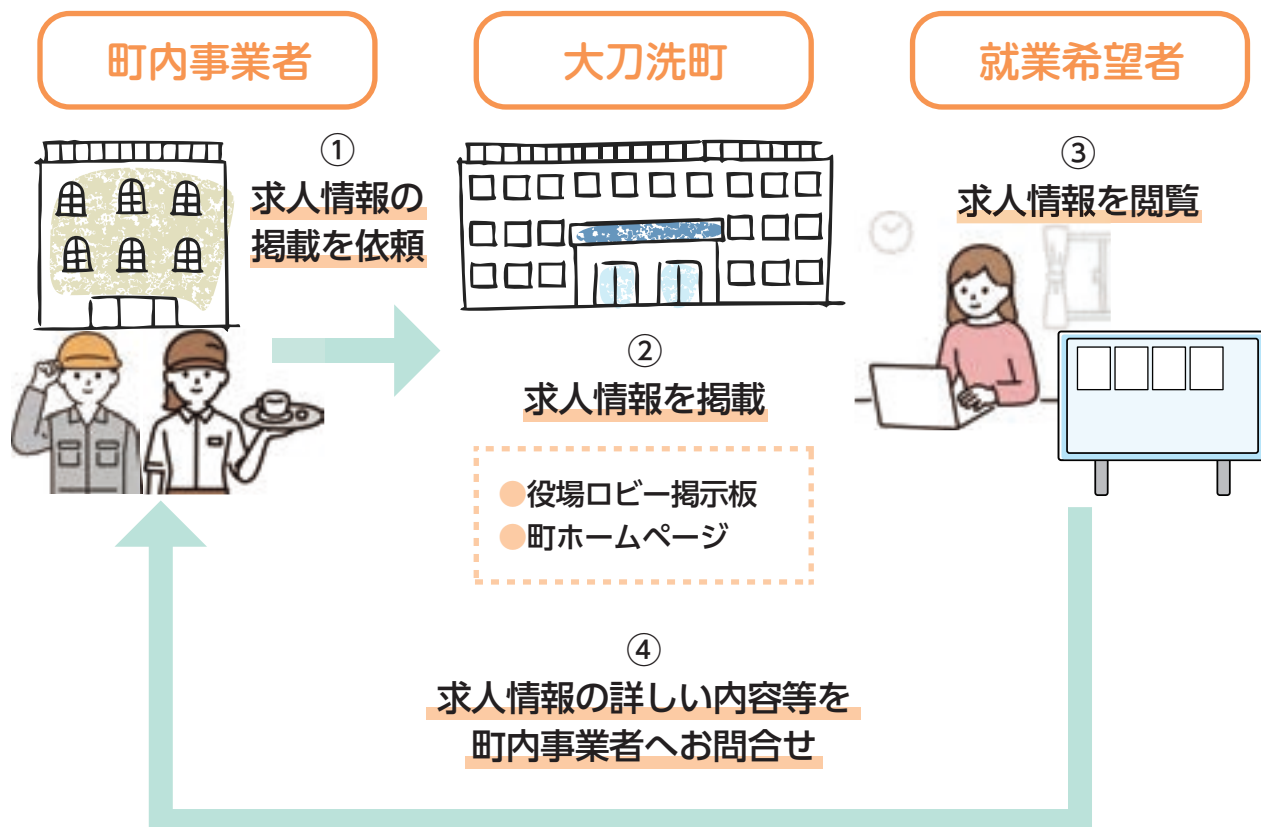 町内事業者
大刀洗町
就業希望者
①
求人情報の
掲載を依頼
②
求人情報を掲載
●役場ロビー掲示板
●町ホームページ
③
求人情報を閲覧
④
求人情報の詳しい内容等を
町内事業者へお問合せ